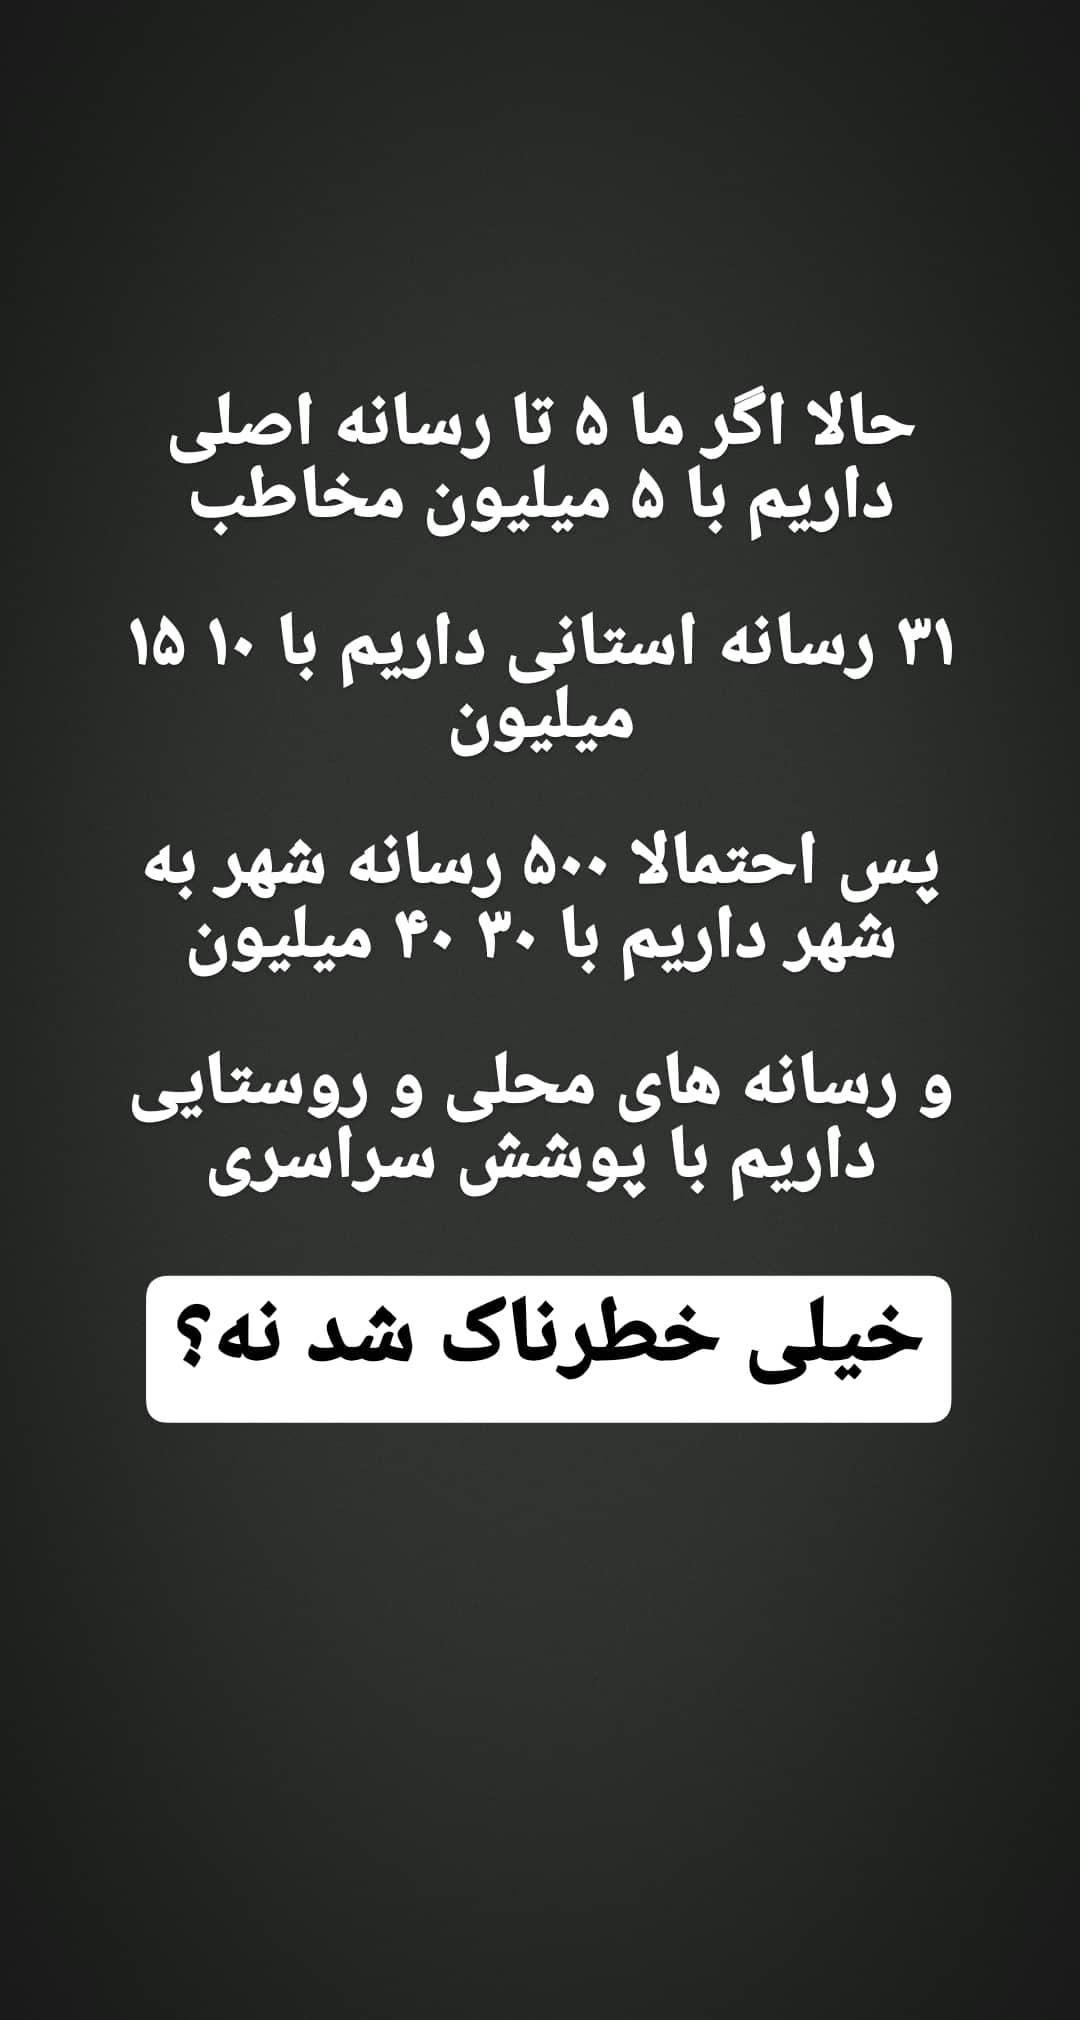 حالا اگر ما ۵ تا رسانه اصلی
داریم با ۵ میلیون مخاطب
۳۱ رسانه استانی داریم با ۱۰ ۱۵
میلیون
پس احتمالا ۵۰۰ رسانه شهر به
شهر داریم با ۳۰ ۴۰ میلیون
و رسانه های محلی و روستایی
داریم با پوشش سراسری
خیلی خطرناک شد نه؟